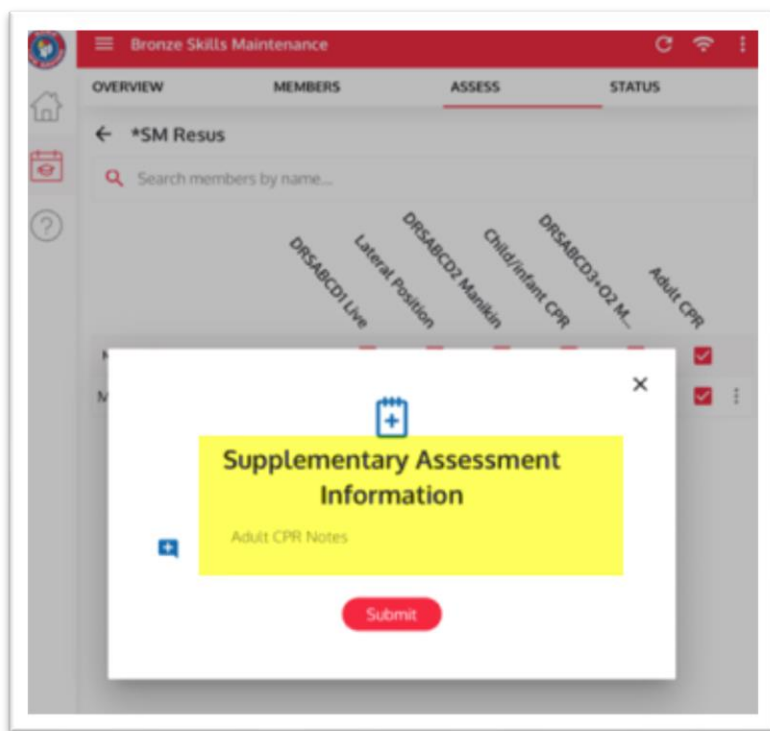 Bronze Skills Maintenance
OVERVIEW MEMBERS ASSESS STATUS
*SM Resus
Search members by name...
DRSABCD1 Live
Lateral Position
DRSABCD2 Manikin
Child/infant CPR
DRSABCD3+O2 M...
Adult CPR
M
Supplementary Assessment
Information
Adult CPR Notes
Submit